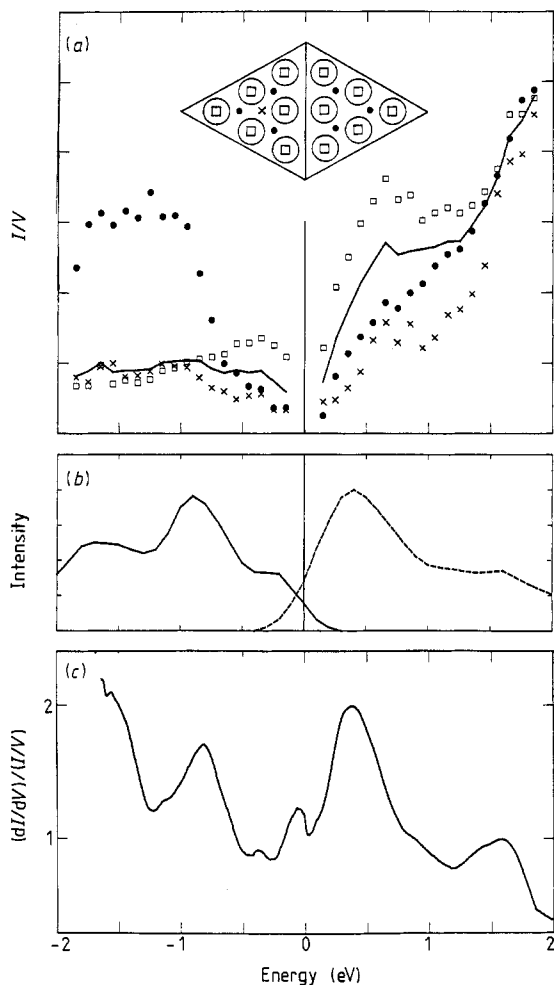 (a)
I/V
(b)
Intensity
(c)
(dI/dV)/(I/V)
2
1
-2 -1 0 1 2
Energy (eV)